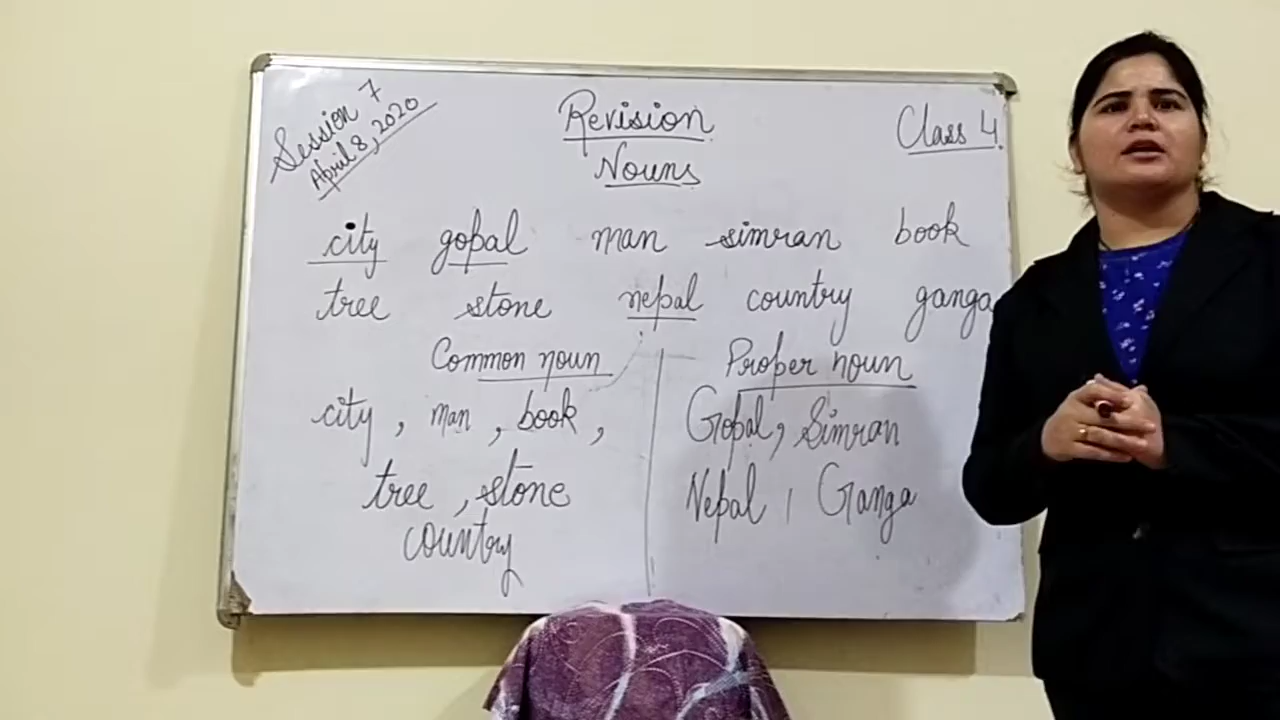 Session 7
April 8, 2020
Revision
Class 4.
Nouns
city gopal man simran book
tree stone nepal country ganga
Common noun
city, man, book,
tree, stone
country
Proper noun
Gopal, Simran
Nepal, Ganga